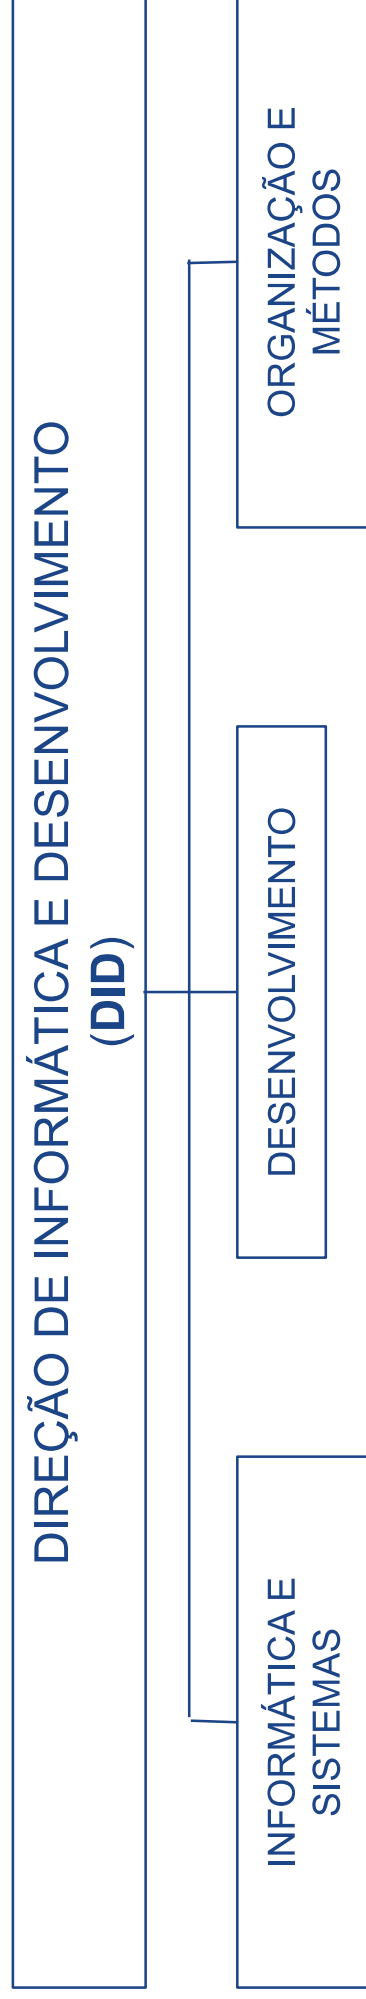 DIREÇÃO DE INFORMÁTICA E DESENVOLVIMENTO
(DID)
INFORMÁTICA E
SISTEMAS
DESENVOLVIMENTO
ORGANIZAÇÃO E
MÉTODOS